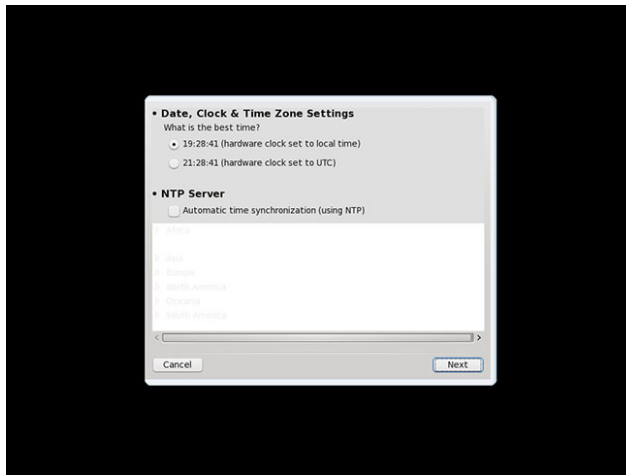 • Date, Clock & Time Zone Settings
What is the best time?
19:28:41 (hardware clock set to local time)
21:28:41 (hardware clock set to UTC)
• NTP Server
Automatic time synchronization (using NTP)
Africa
Asia
Europe
North America
Oceania
South America
Cancel
Next